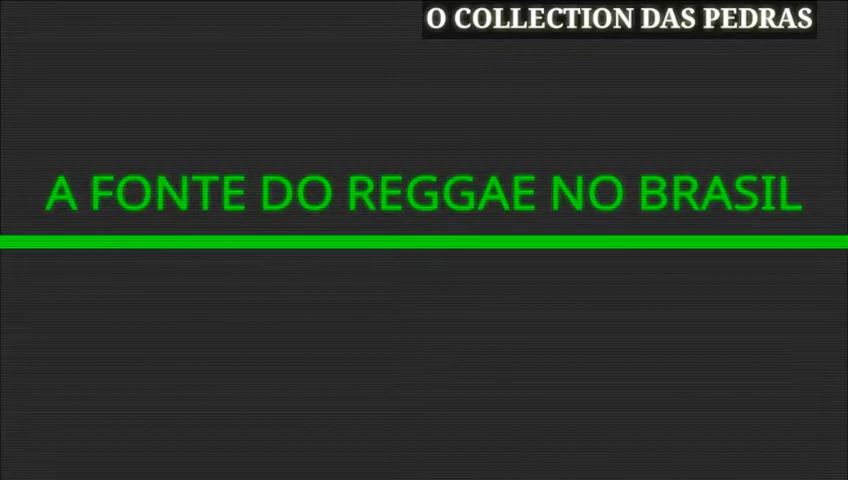 O COLLECTION DAS PEDRAS
A FONTE DO REGGAE NO BRASIL